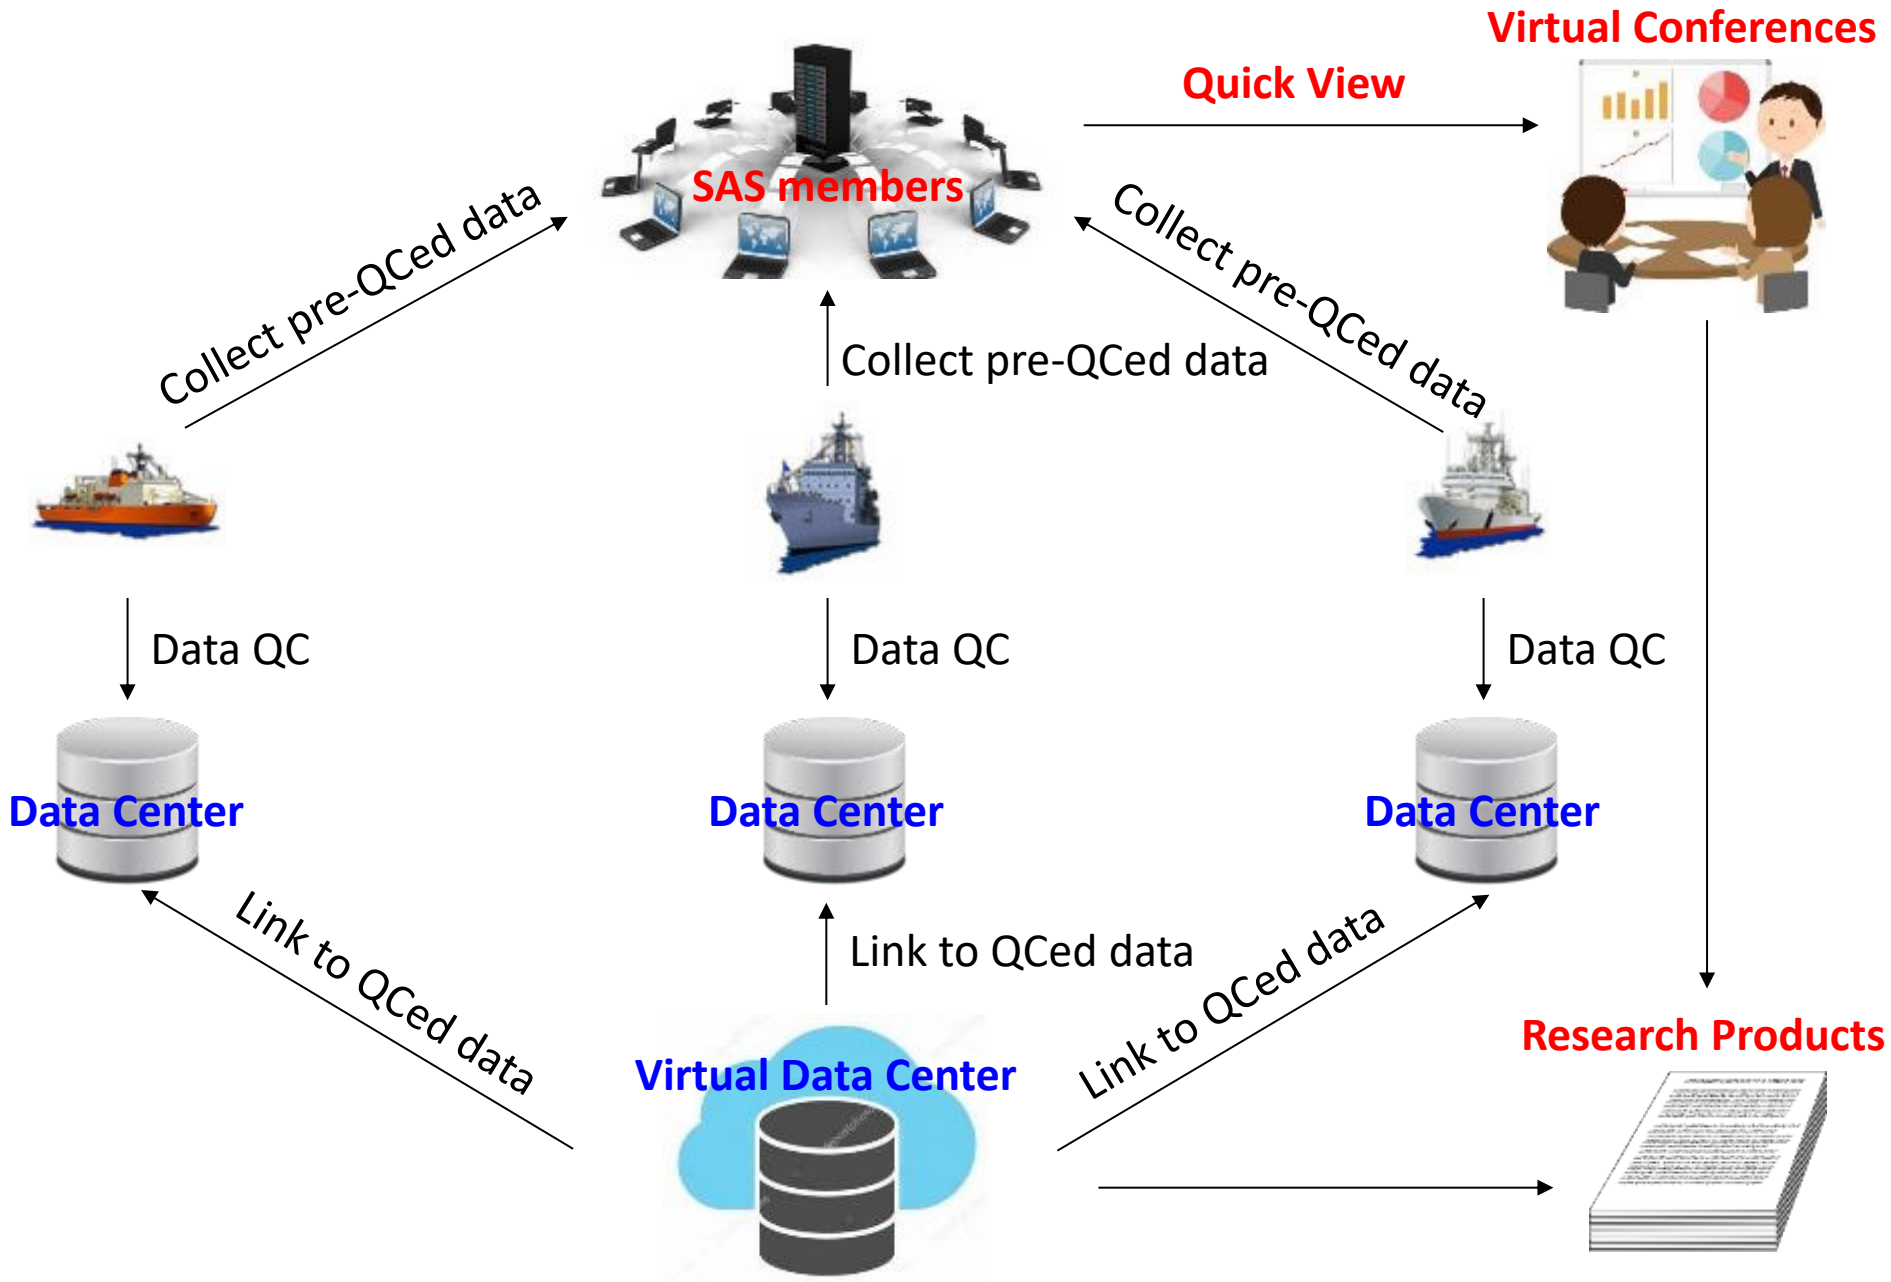 Virtual Conferences
Quick View
SAS members
Collect pre-QCed data
Collect pre-QCed data
Collect pre-QCed data
Data QC
Data QC
Data QC
Data Center
Data Center
Data Center
Link to QCed data
Link to QCed data
Link to QCed data
Research Products
Virtual Data Center